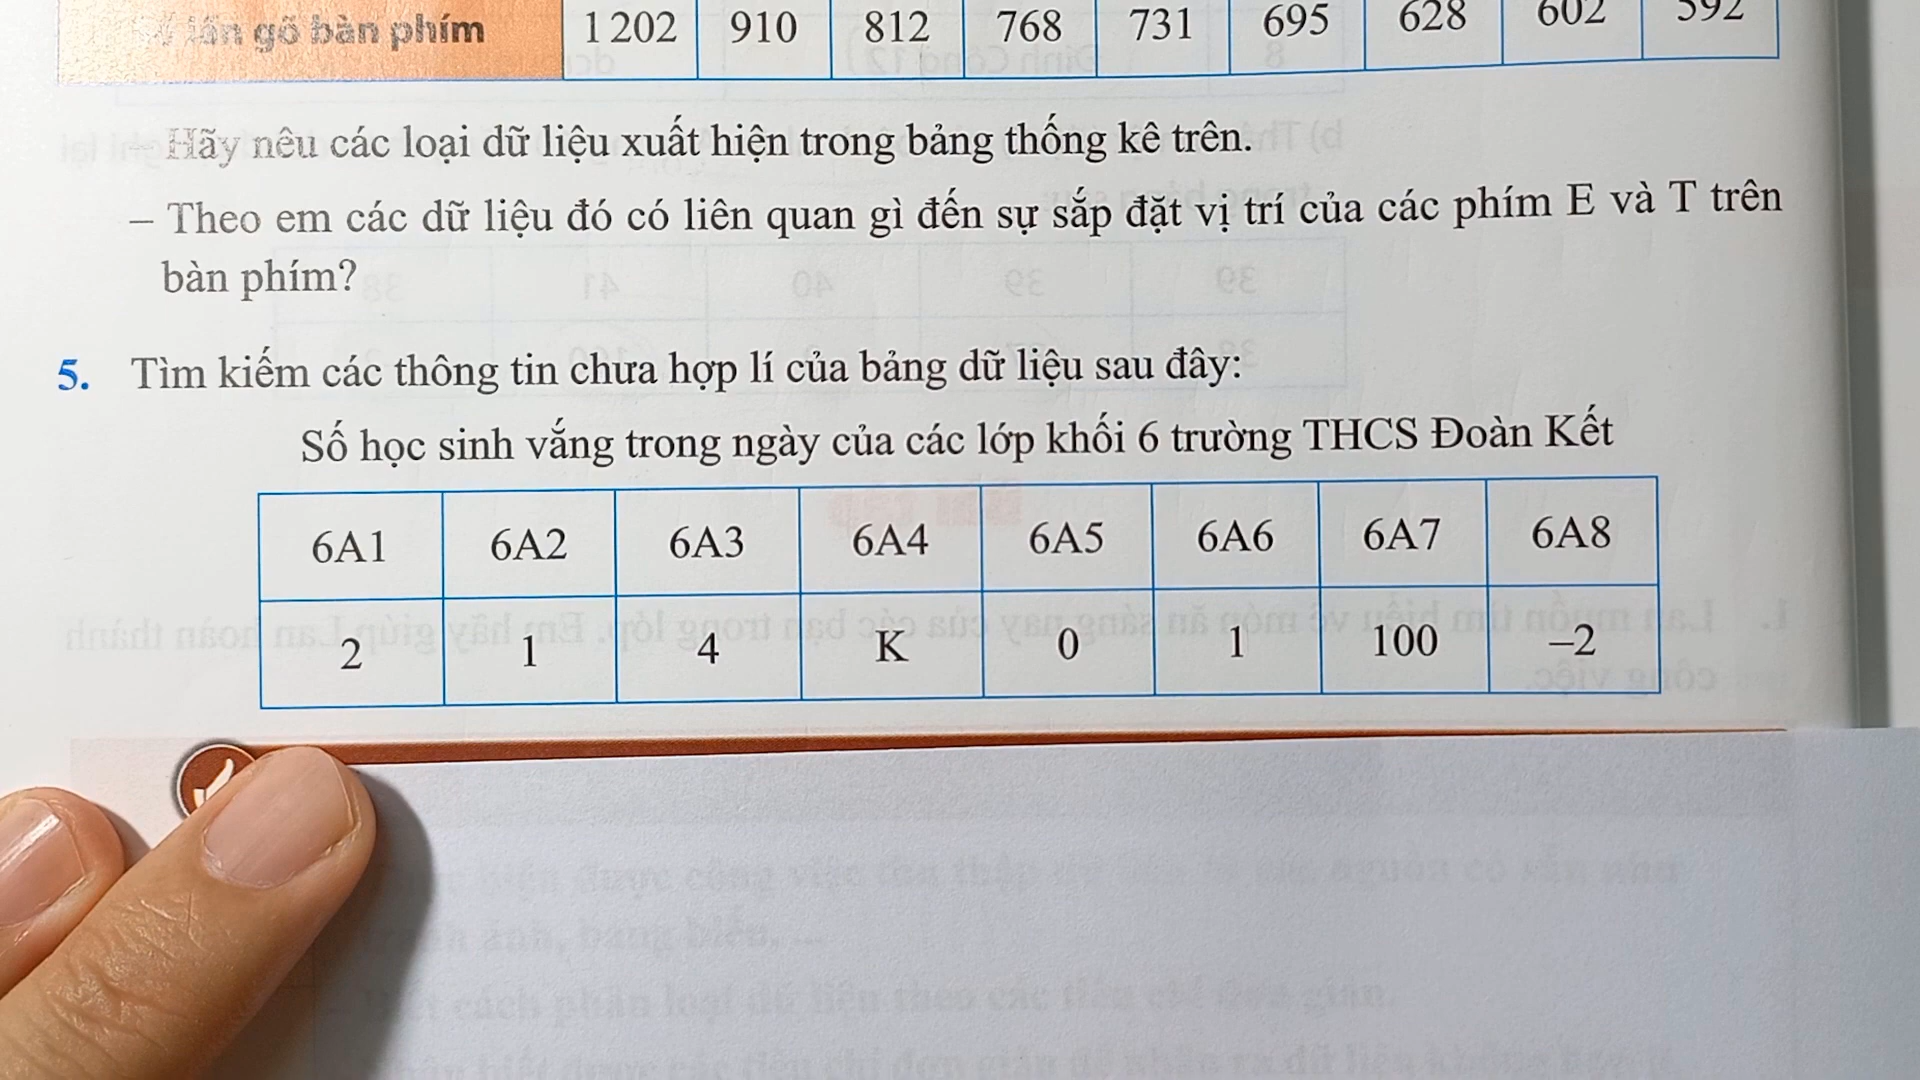 lần gõ bàn phím 1 202 910 812 768 731 695 628 602 592
– Hãy nêu các loại dữ liệu xuất hiện trong bảng thống kê trên.
– Theo em các dữ liệu đó có liên quan gì đến sự sắp đặt vị trí của các phím E và T trên
bàn phím?
5. Tìm kiếm các thông tin chưa hợp lí của bảng dữ liệu sau đây:
Số học sinh vắng trong ngày của các lớp khối 6 trường THCS Đoàn Kết
6A1 6A2 6A3 6A4 6A5 6A6 6A7 6A8
2 1 4 K 0 1 100 –2